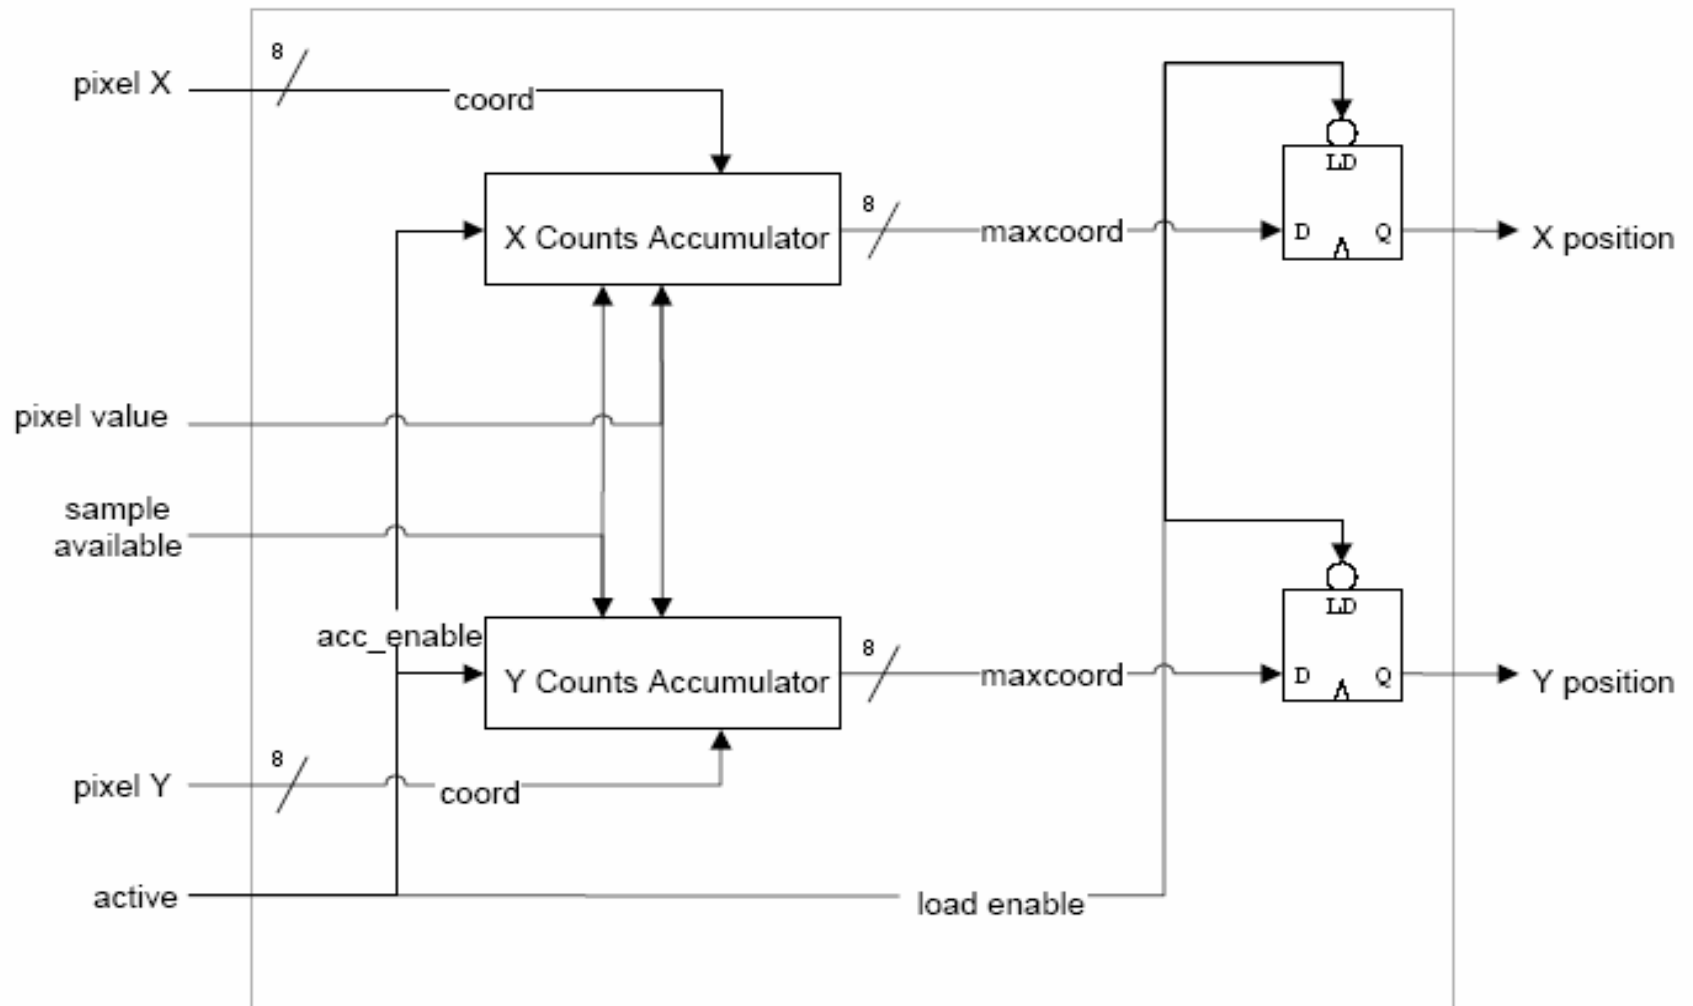 8
pixel X
coord
LD
X Counts Accumulator
8
maxcoord
D
Q
X position
pixel value
sample
available
LD
acc_enable
Y Counts Accumulator
8
maxcoord
D
Q
Y position
8
pixel Y
coord
active
load enable